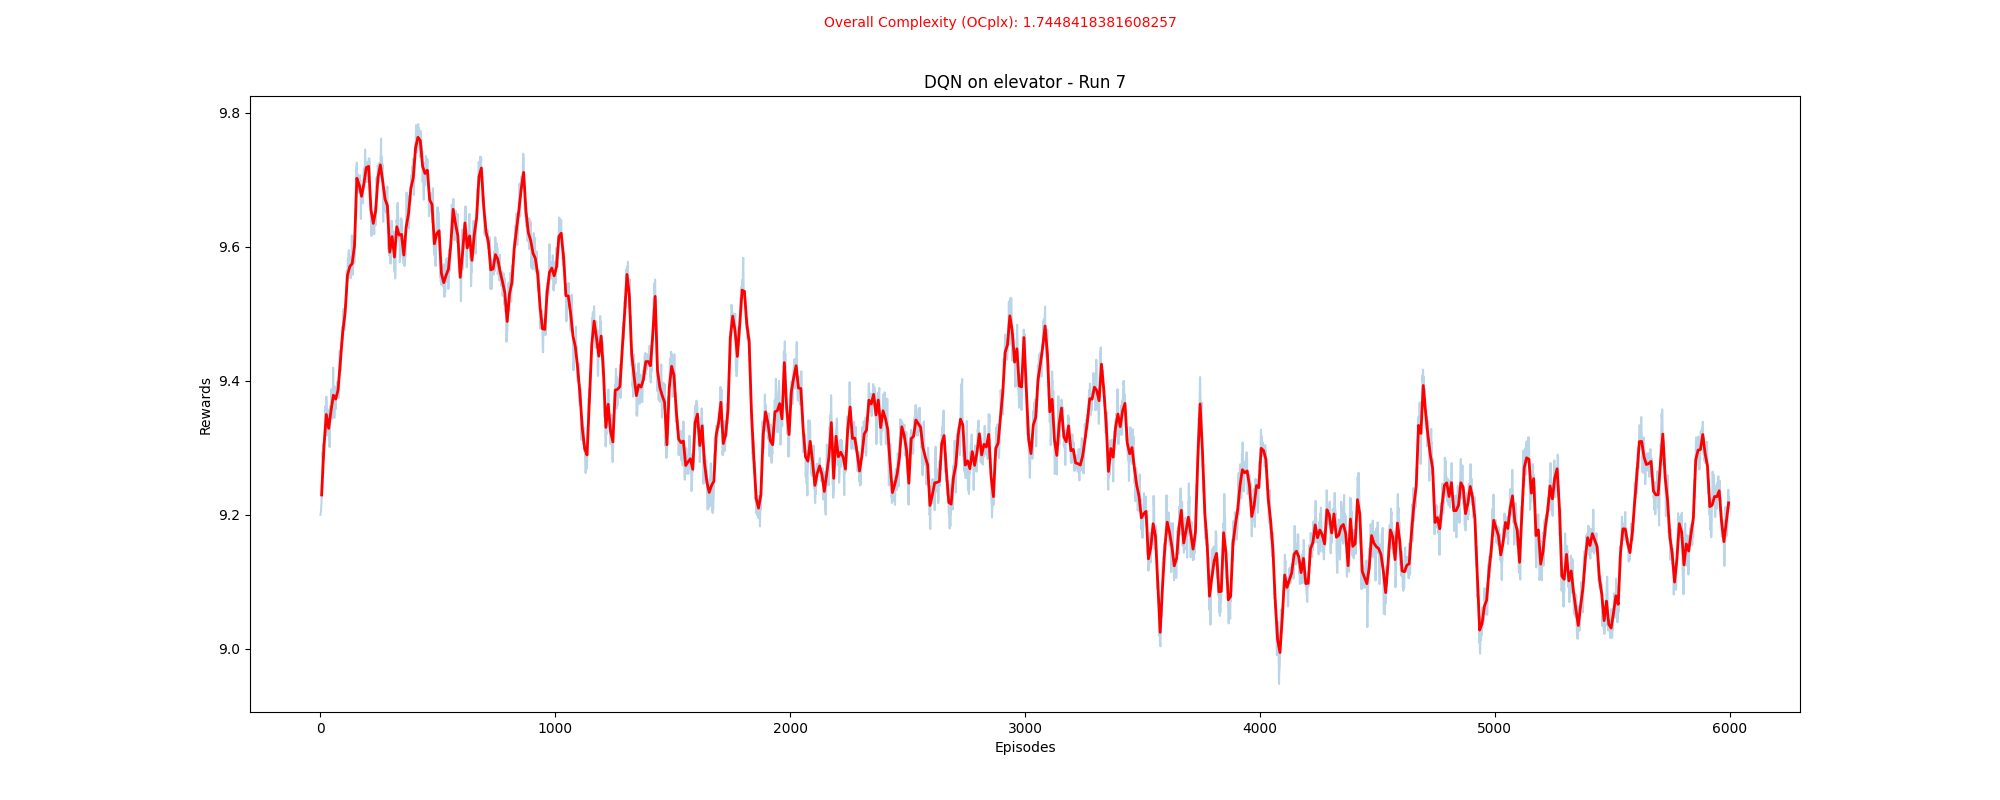 Overall Complexity (OCplx): 1.7448418381608257
DQN on elevator - Run 7
9.8
9.6
9.4
9.2
9.0
Rewards
0 1000 2000 3000 4000 5000 6000
Episodes